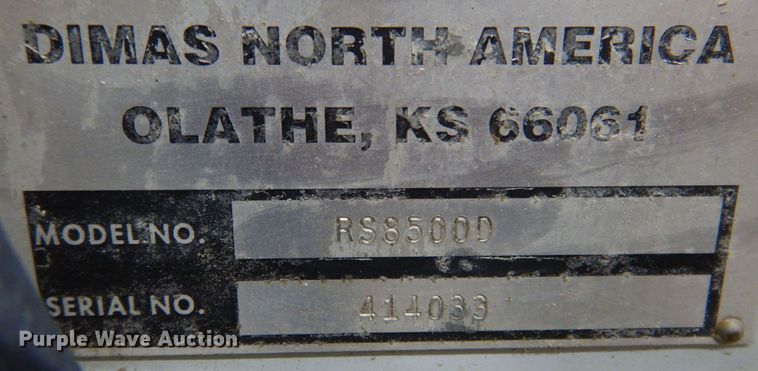 DIMAS NORTH AMERICA
OLATHE, KS 66061
MODEL NO. RS8500D
SERIAL NO. 414033
Purple Wave Auction